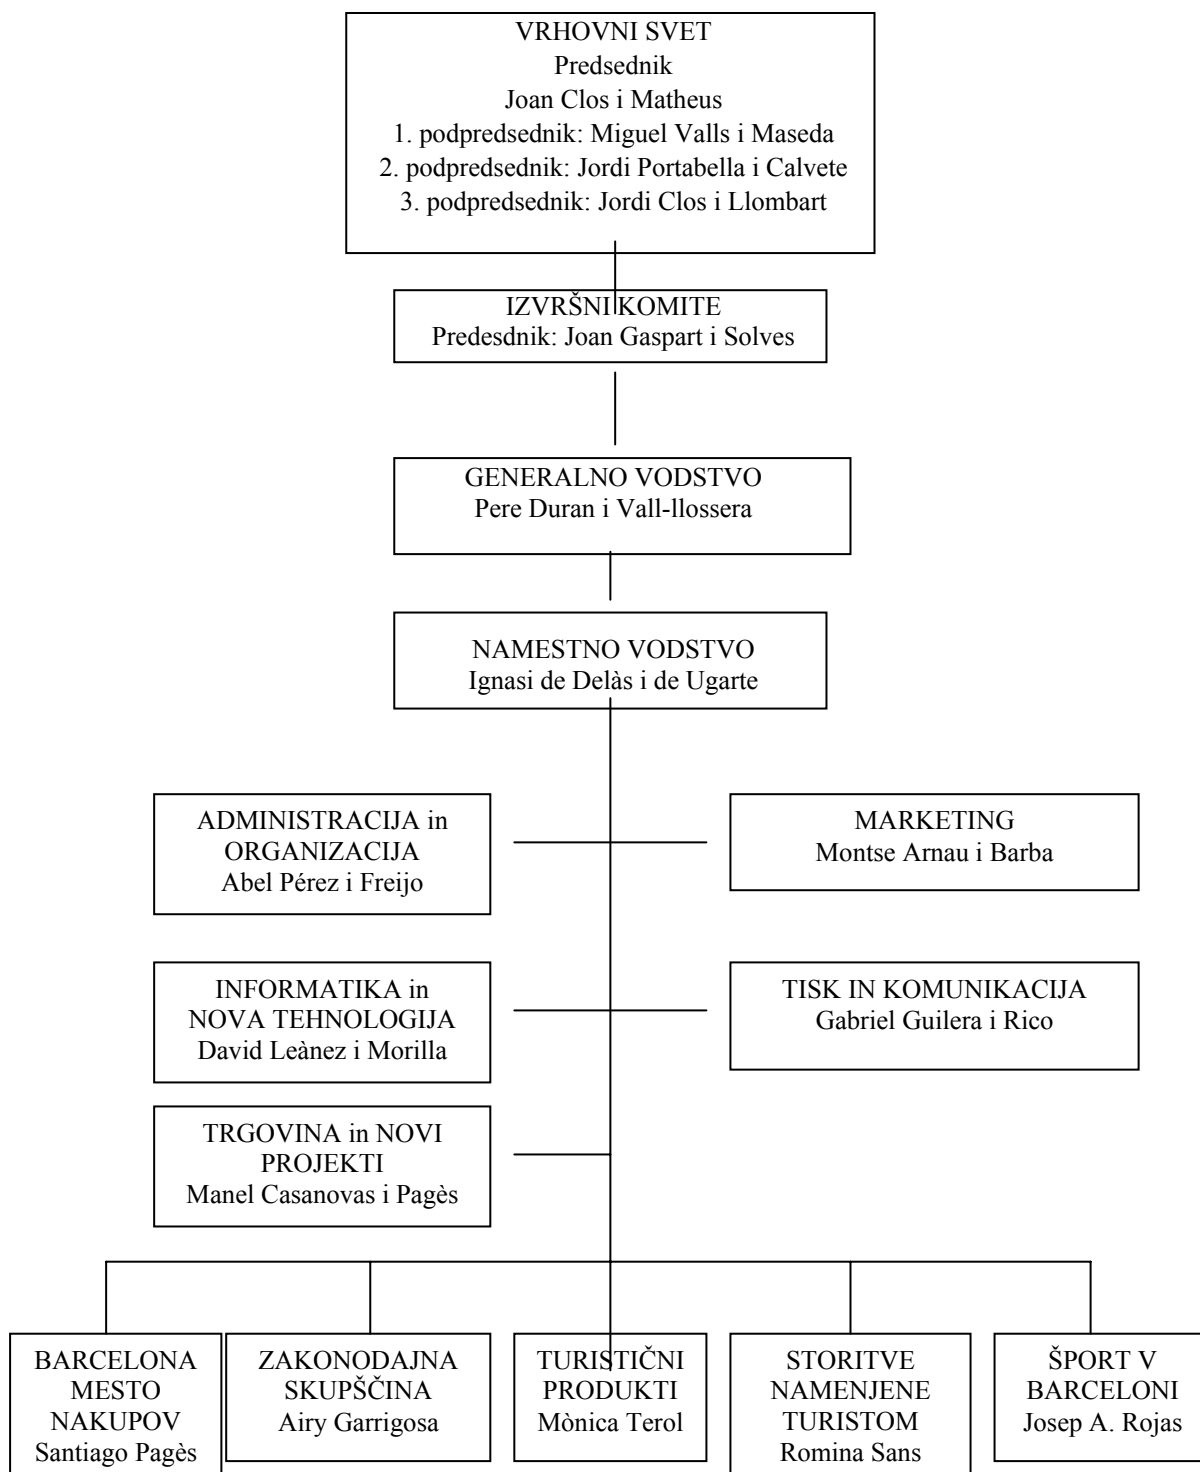 VRHOVNI SVET
Predsednik
Joan Clos i Matheus
1. podpredsednik: Miguel Valls i Maseda
2. podpredsednik: Jordi Portabella i Calvete
3. podpredsednik: Jordi Clos i Llombart
IZVRŠNI KOMITE
Predesdnik: Joan Gaspart i Solves
GENERALNO VODSTVO
Pere Duran i Vall-llossera
NAMESTNO VODSTVO
Ignasi de Delàs i de Ugarte
ADMINISTRACIJA in
ORGANIZACIJA
Abel Pérez i Freijo
MARKETING
Montse Arnau i Barba
INFORMATIKA in
NOVA TEHNOLOGIJA
David Leànez i Morilla
TISK IN KOMUNIKACIJA
Gabriel Guilera i Rico
TRGOVINA in NOVI
PROJEKTI
Manel Casanovas i Pagès
BARCELONA
MESTO
NAKUPOV
Santiago Pagès
ZAKONODAJNA
SKUPŠČINA
Airy Garrigosa
TURISTIČNI
PRODUKTI
Mònica Terol
STORITVE
NAMENJENE
TURISTOM
Romina Sans
ŠPORT V
BARCELONI
Josep A. Rojas